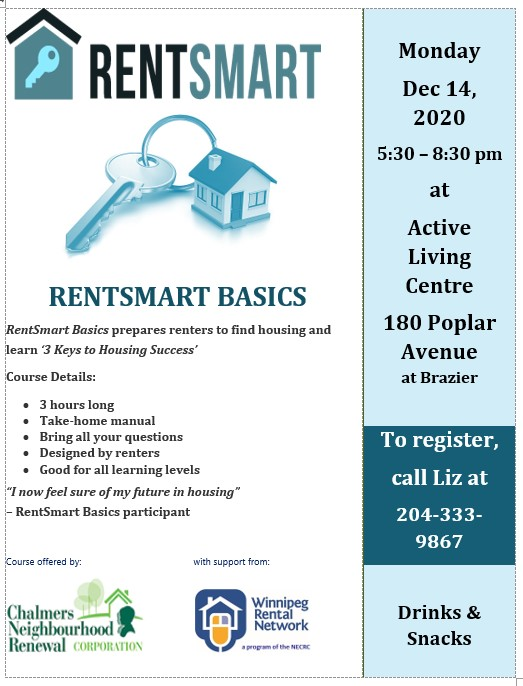 RENTSMART
RENTSMART BASICS
RentSmart Basics prepares renters to find housing and
learn ‘3 Keys to Housing Success’
Course Details:
• 3 hours long
• Take-home manual
• Bring all your questions
• Designed by renters
• Good for all learning levels
“I now feel sure of my future in housing”
– RentSmart Basics participant
Course offered by:
with support from:
Chalmers
Neighbourhood
Renewal CORPORATION
Winnipeg
Rental
Network
a program of the NECRC
Monday
Dec 14,
2020
5:30 – 8:30 pm
at
Active
Living
Centre
180 Poplar
Avenue
at Brazier
To register,
call Liz at
204-333-
9867
Drinks &
Snacks